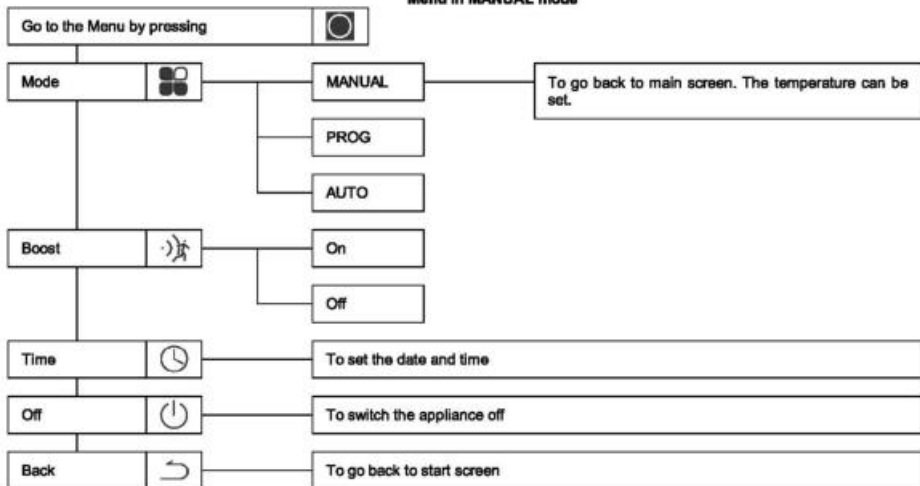 Menu in MANUAL mode
Go to the Menu by pressing
Mode
MANUAL
To go back to main screen. The temperature can be
set.
PROG
AUTO
Boost
On
Off
Time
To set the date and time
Off
To switch the appliance off
Back
To go back to start screen